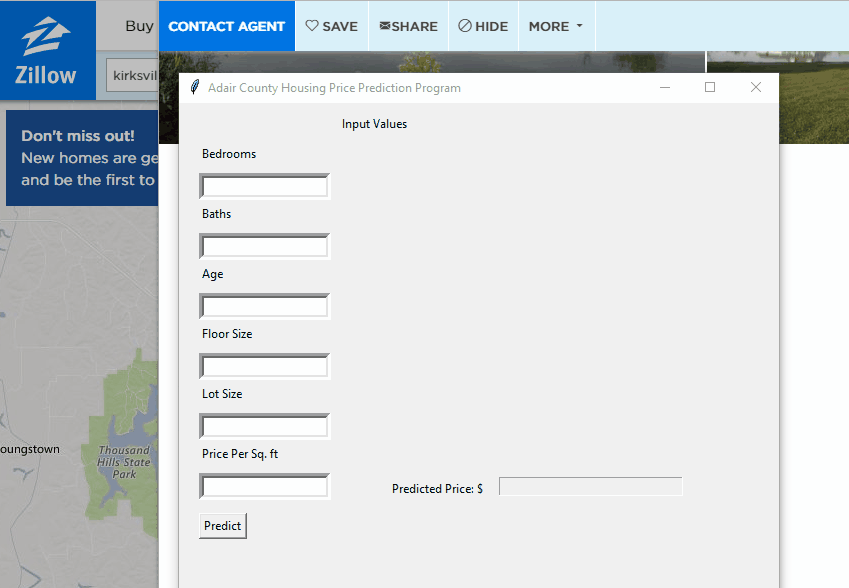 Zillow
Buy
CONTACT AGENT
SAVE
SHARE
HIDE
MORE
kirksvil
Don't miss out!
New homes are ge
and be the first to
oungstown
Thousand
Hills State
Park
Adair County Housing Price Prediction Program
Input Values
Bedrooms
Baths
Age
Floor Size
Lot Size
Price Per Sq. ft
Predicted Price: $
Predict